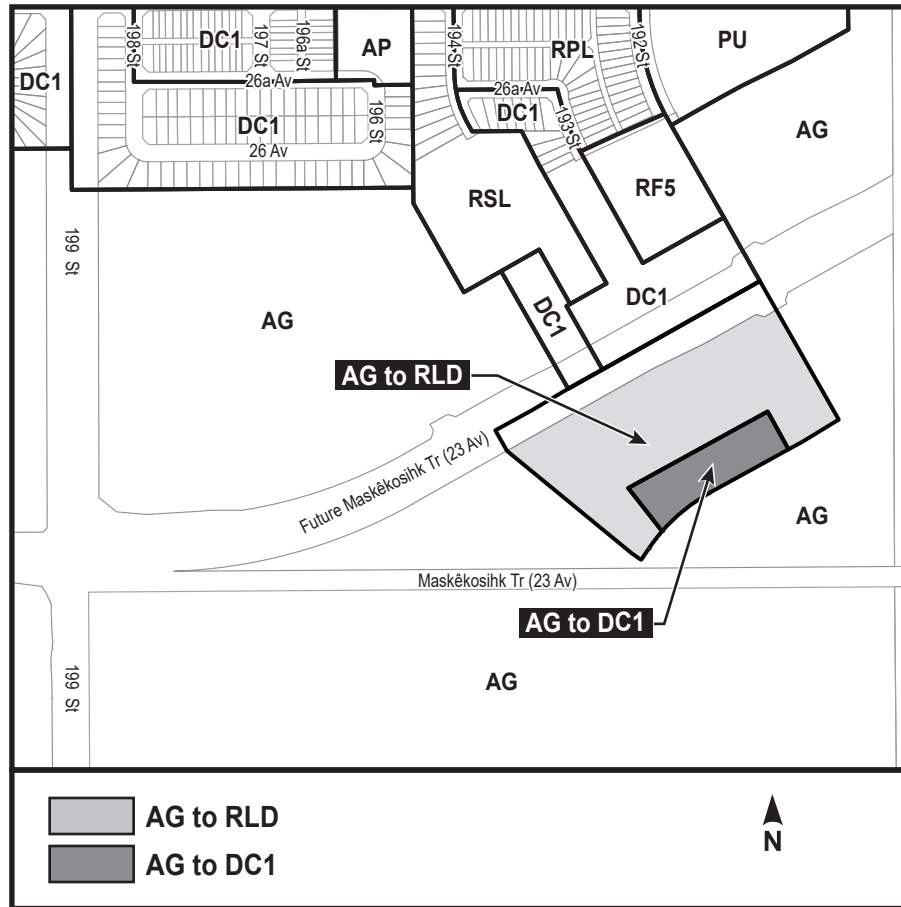 DC1
198 St
DC1
197 St
196a St
AP
26a Av
DC1
196 St
26 Av
194 St
RPL
192 St
PU
26a Av
DC1
193 St
AG
RSL
RF5
199 St
DC1
DC1
AG
AG to RLD
Future Maskêkosihk Tr (23 Av)
AG
Maskêkosihk Tr (23 Av)
AG to DC1
199 St
AG
AG to RLD
AG to DC1
N